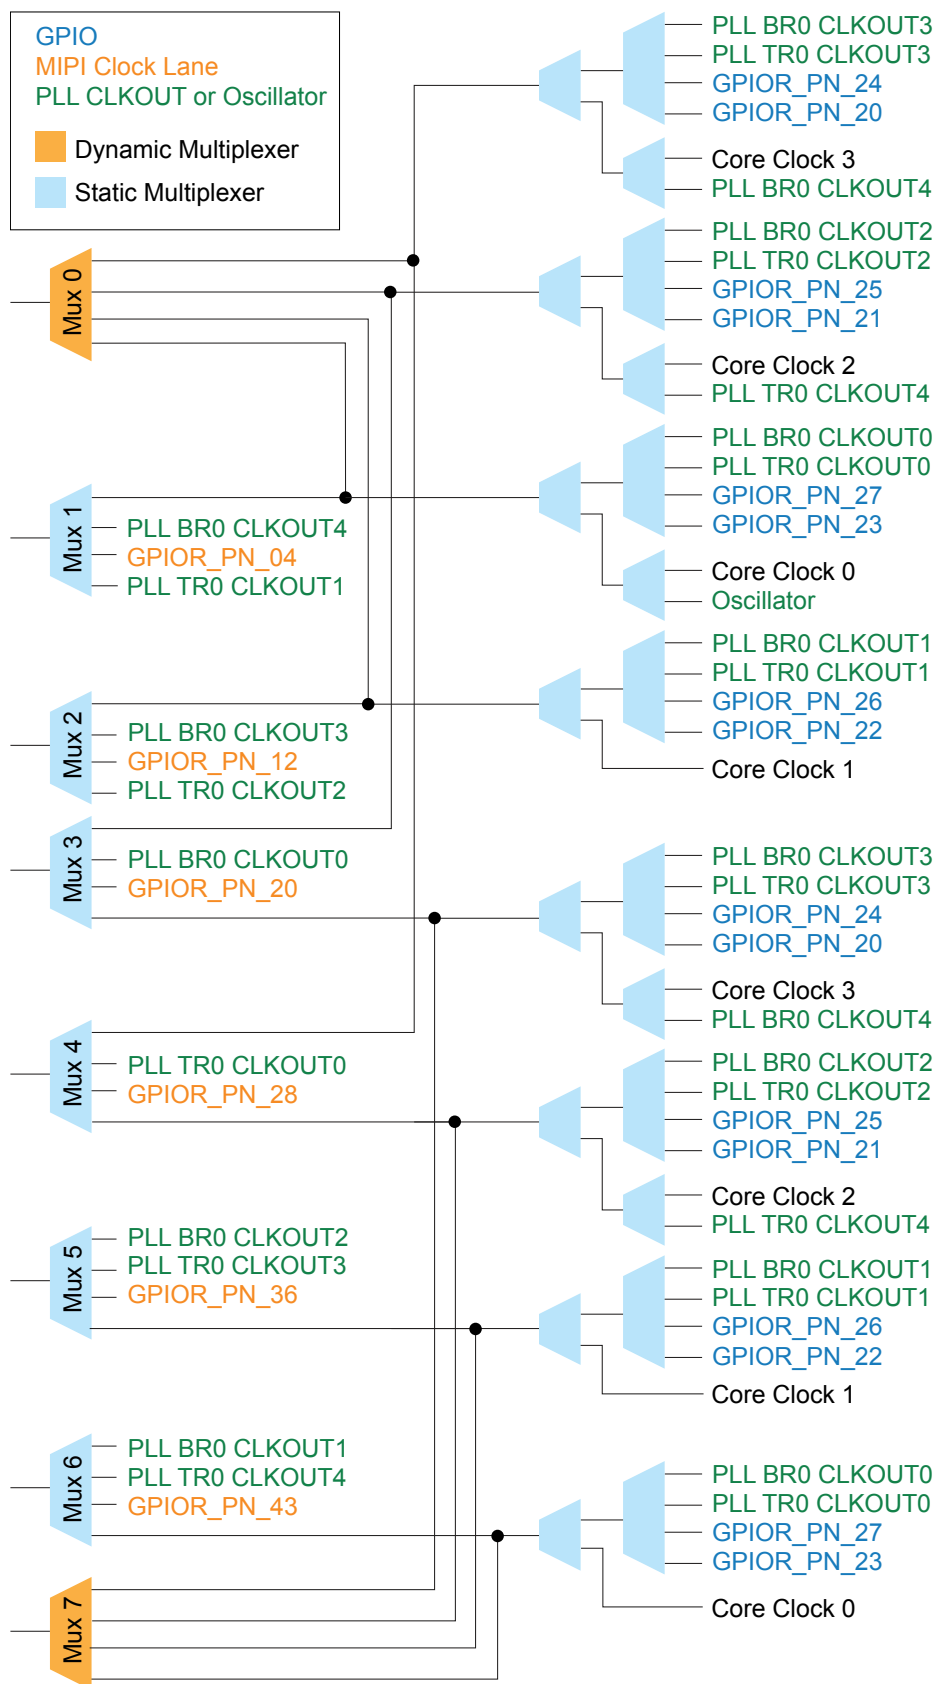 GPIO
MIPI Clock Lane
PLL CLKOUT or Oscillator
Dynamic Multiplexer
Static Multiplexer
PLL BR0 CLKOUT3
PLL TR0 CLKOUT3
GPIOR_PN_24
GPIOR_PN_20
Core Clock 3
PLL BR0 CLKOUT4
Mux 0
PLL BR0 CLKOUT2
PLL TR0 CLKOUT2
GPIOR_PN_25
GPIOR_PN_21
Core Clock 2
PLL TR0 CLKOUT4
PLL BR0 CLKOUT0
PLL TR0 CLKOUT0
GPIOR_PN_27
GPIOR_PN_23
Mux 1
PLL BR0 CLKOUT4
GPIOR_PN_04
PLL TR0 CLKOUT1
Core Clock 0
Oscillator
PLL BR0 CLKOUT1
PLL TR0 CLKOUT1
GPIOR_PN_26
GPIOR_PN_22
Core Clock 1
Mux 2
PLL BR0 CLKOUT3
GPIOR_PN_12
PLL TR0 CLKOUT2
Mux 3
PLL BR0 CLKOUT0
GPIOR_PN_20
PLL BR0 CLKOUT3
PLL TR0 CLKOUT3
GPIOR_PN_24
GPIOR_PN_20
Core Clock 3
PLL BR0 CLKOUT4
Mux 4
PLL TR0 CLKOUT0
GPIOR_PN_28
PLL BR0 CLKOUT2
PLL TR0 CLKOUT2
GPIOR_PN_25
GPIOR_PN_21
Core Clock 2
PLL TR0 CLKOUT4
Mux 5
PLL BR0 CLKOUT2
PLL TR0 CLKOUT3
GPIOR_PN_36
PLL BR0 CLKOUT1
PLL TR0 CLKOUT1
GPIOR_PN_26
GPIOR_PN_22
Core Clock 1
Mux 6
PLL BR0 CLKOUT1
PLL TR0 CLKOUT4
GPIOR_PN_43
PLL BR0 CLKOUT0
PLL TR0 CLKOUT0
GPIOR_PN_27
GPIOR_PN_23
Core Clock 0
Mux 7